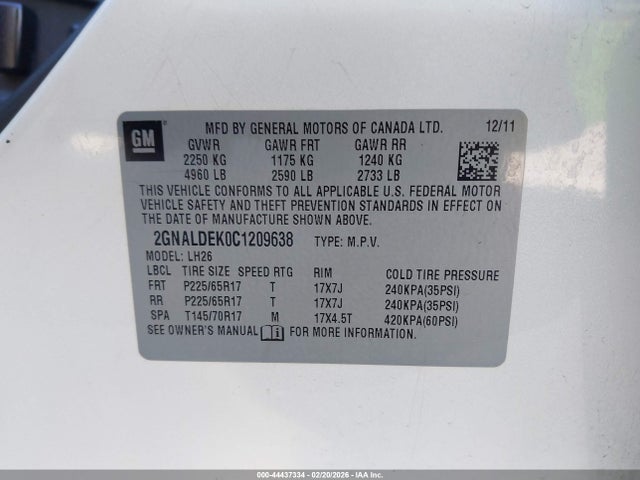 GM
MFD BY GENERAL MOTORS OF CANADA LTD. 12/11
GVWR GAWR FRT GAWR RR
2250 KG 1175 KG 1240 KG
4960 LB 2590 LB 2733 LB
THIS VEHICLE CONFORMS TO ALL APPLICABLE U.S. FEDERAL MOTOR
VEHICLE SAFETY AND THEFT PREVENTION STANDARDS IN EFFECT ON
THE DATE OF MANUFACTURE SHOWN ABOVE.
2GNALDEK0C1209638 TYPE: M.P.V.
MODEL: LH26
LBCL TIRE SIZE SPEED RTG RIM COLD TIRE PRESSURE
FRT P225/65R17 T 17X7J 240KPA(35PSI)
RR P225/65R17 T 17X7J 240KPA(35PSI)
SPA T145/70R17 M 17X4.5T 420KPA(60PSI)
SEE OWNER'S MANUAL FOR MORE INFORMATION.
000-44437334 - 02/20/2026 - IAA, Inc.